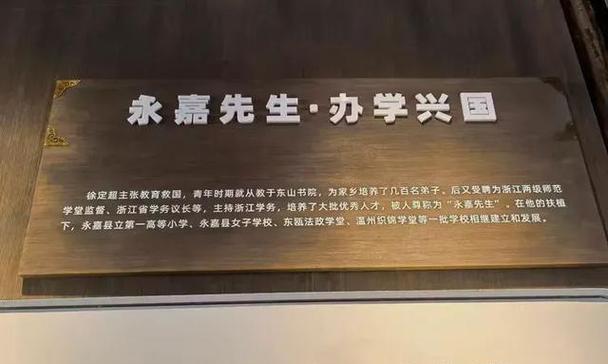 永嘉先生·办学兴国
徐定超主张教育救国，青年时期就从教于东山书院，为家乡培养了几百名弟子。后又受聘为浙江两级师范
学堂监督、浙江省学务议长等，主持浙江学务，培养了大批优秀人才，被人尊称为“永嘉先生”。在他的扶植
下，永嘉县立第一高等小学、永嘉县女子学校、东瓯法政学堂、温州织锦学堂等一批学校相继建立和发展。